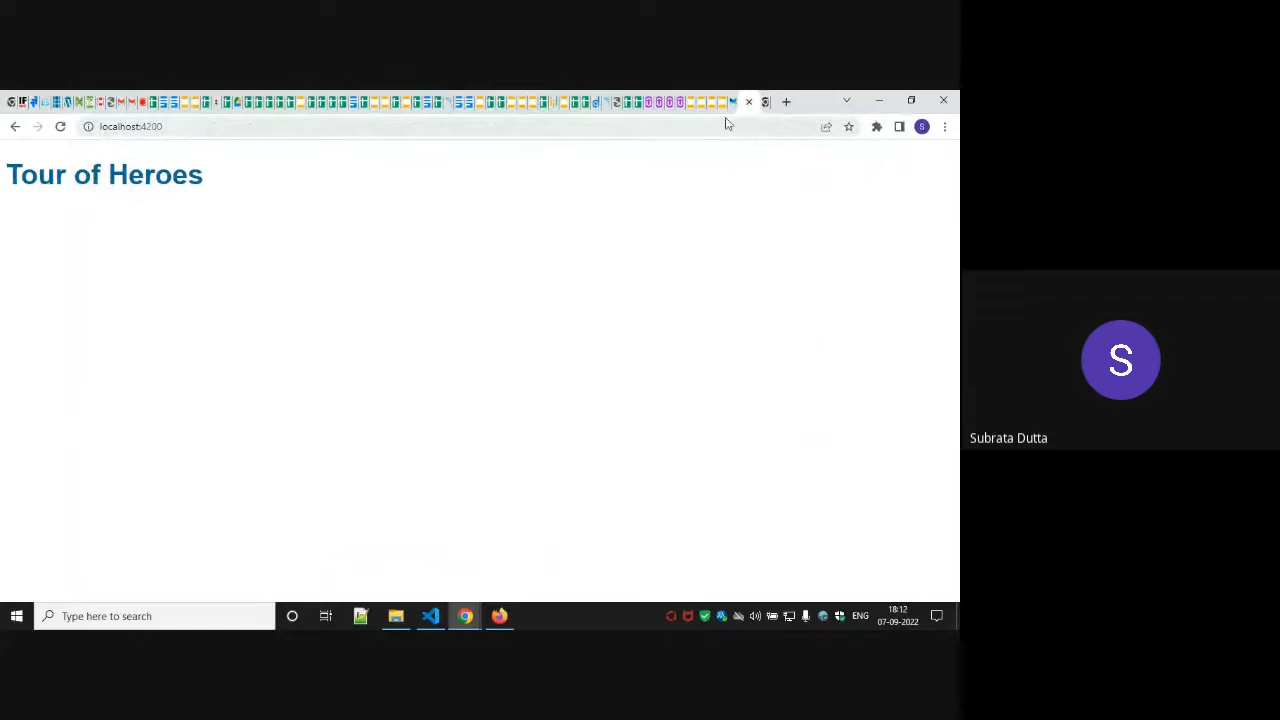 localhost:4200
S
Tour of Heroes
S
Subrata Dutta
Type here to search
ENG
18:12
07-09-2022